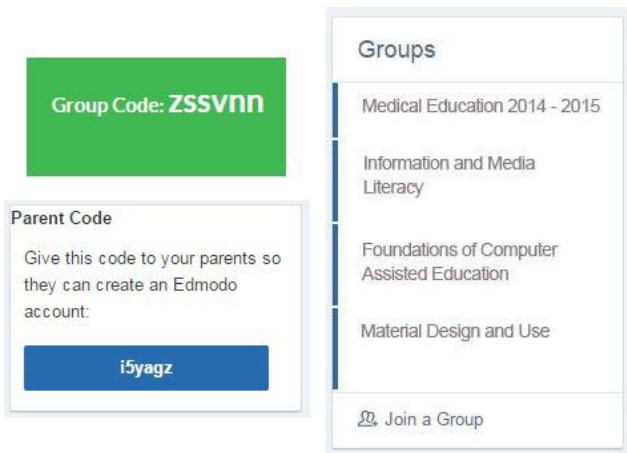 Group Code: zssvnn
Parent Code
Give this code to your parents so
they can create an Edmodo
account:
i5yagz
Groups
Medical Education 2014 - 2015
Information and Media
Literacy
Foundations of Computer
Assisted Education
Material Design and Use
Join a Group